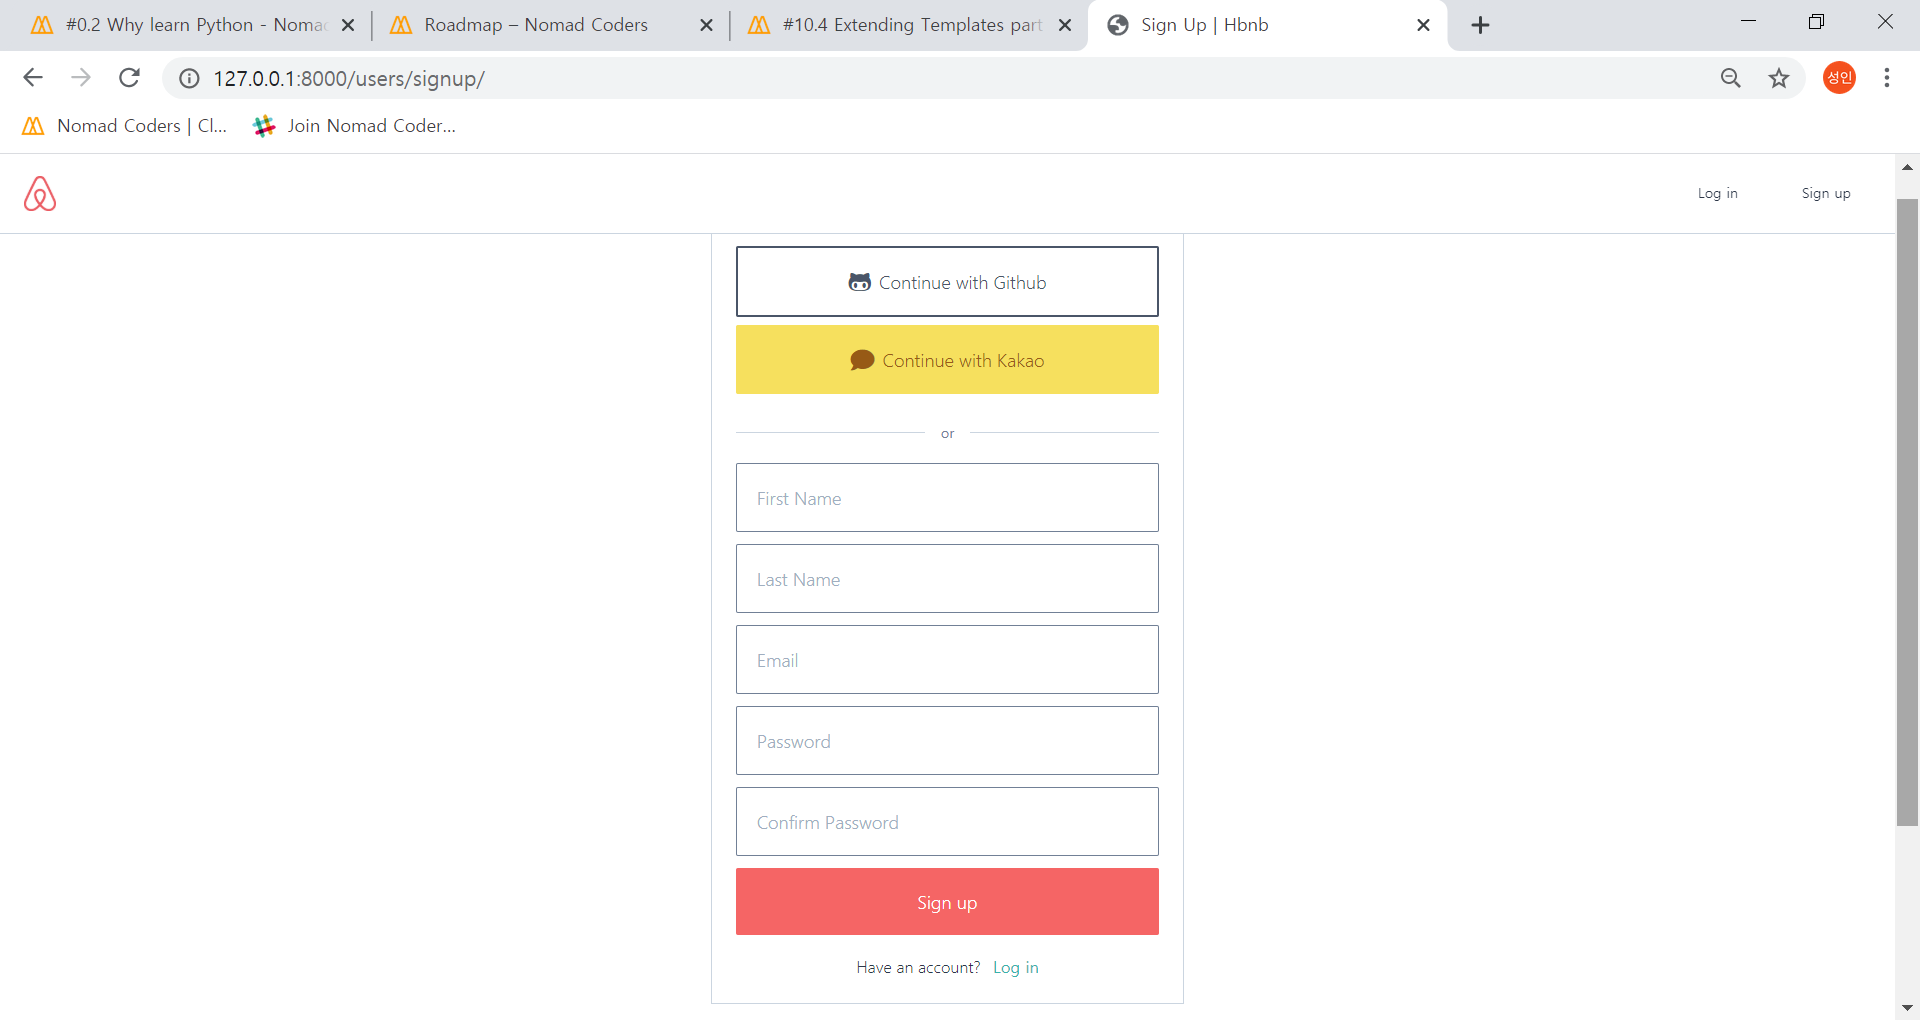 #0.2 Why learn Python - Noma
Roadmap – Nomad Coders
#10.4 Extending Templates part
Sign Up | Hbnb
127.0.0.1:8000/users/signup/
성인
Nomad Coders | Cl...
Join Nomad Coder...
Log in
Sign up
Continue with Github
Continue with Kakao
or
First Name
Last Name
Email
Password
Confirm Password
Sign up
Have an account? Log in